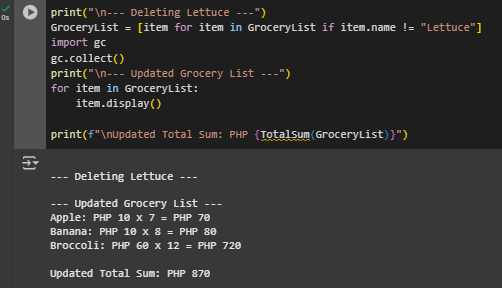 print("\n--- Deleting Lettuce ---")
GroceryList = [item for item in GroceryList if item.name != "Lettuce"]
import gc
gc.collect()
print("\n--- Updated Grocery List ---")
for item in GroceryList:
    item.display()

print(f"\nUpdated Total Sum: PHP {TotalSum(GroceryList)}")
0s
--- Deleting Lettuce ---

--- Updated Grocery List ---
Apple: PHP 10 x 7 = PHP 70
Banana: PHP 10 x 8 = PHP 80
Broccoli: PHP 60 x 12 = PHP 720

Updated Total Sum: PHP 870